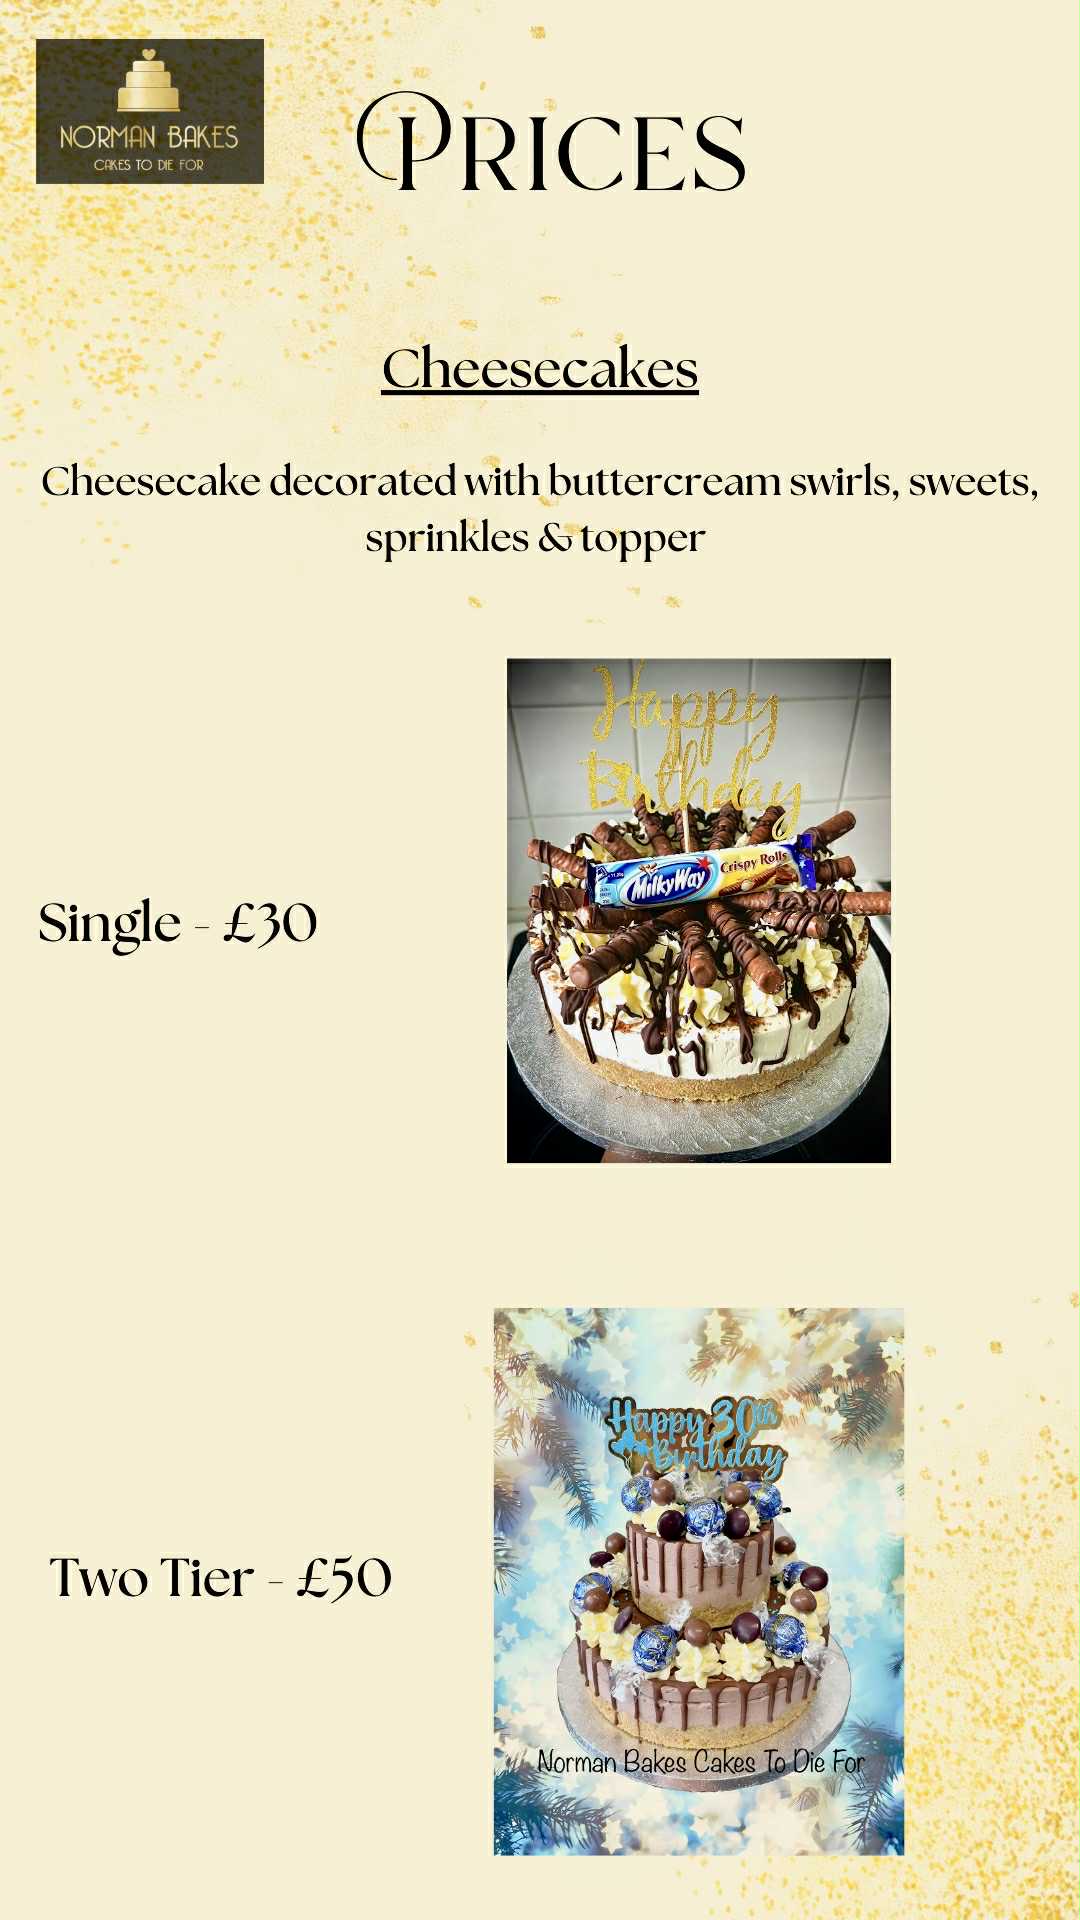 NORMAN BAKES
CAKES TO DIE FOR
PRICES
Cheesecakes
Cheesecake decorated with buttercream swirls, sweets,
sprinkles & topper
Happy
Birthday
MilkyWay Crispy Rolls
Single - £30
Happy 30th
Birthday
Two Tier - £50
Norman Bakes Cakes To Die For